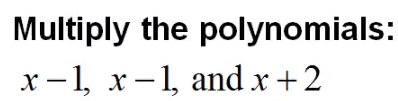 Multiply the polynomials:
x − 1, x − 1, and x + 2